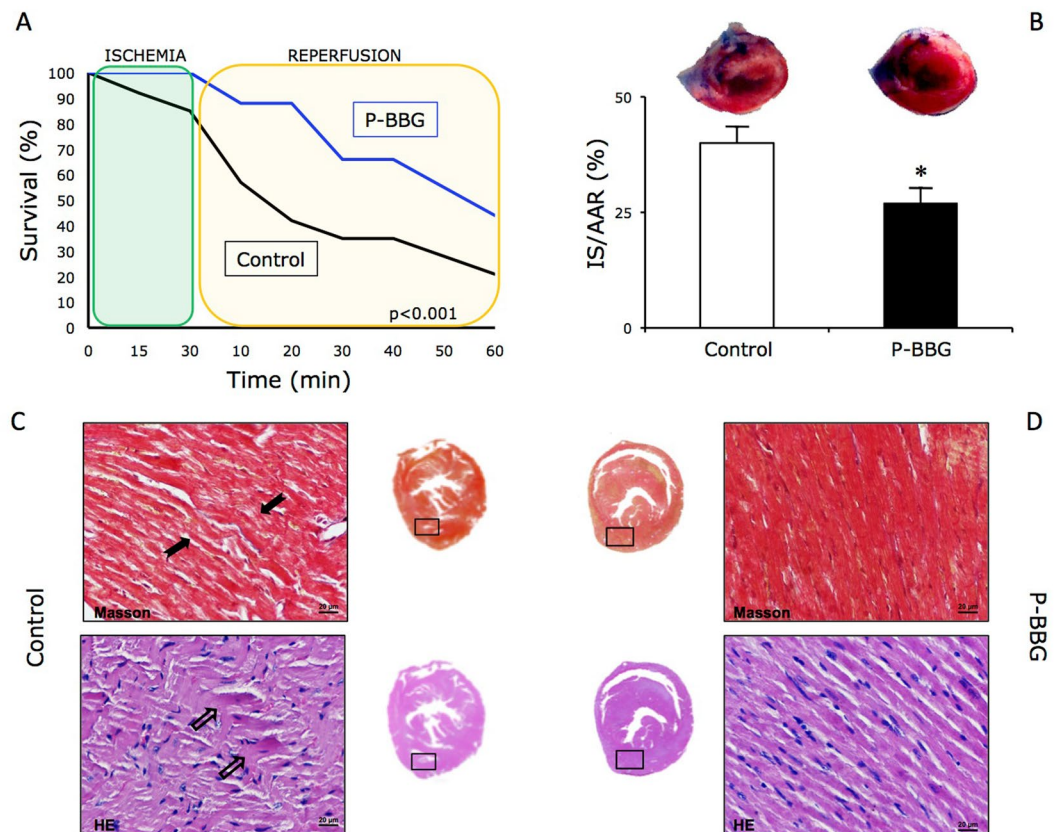 A
ISCHEMIA
REPERFUSION
Survival (%)
100
90
80
70
60
50
40
30
20
10
0
P-BBG
Control
p<0.001
0 15 30 10 20 30 40 50 60
Time (min)
B
IS/AAR (%)
50
25
0
*
Control
P-BBG
C
Control
Masson
20 µm
HE
20 µm
D
P-BBG
Masson
20 µm
HE
20 µm